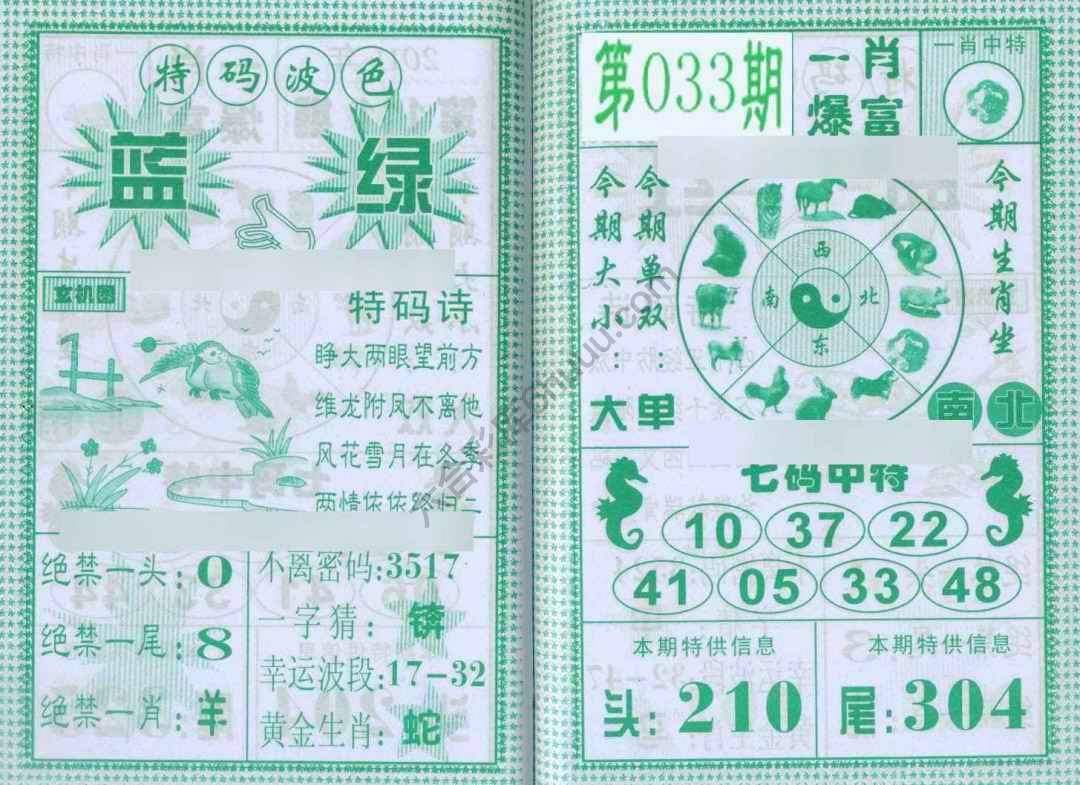 特码波色
蓝 绿
玄机图
特码诗
睁大两眼望前方
维龙附凤不离他
风花雪月在冬季
两情依依终归二
绝禁一头:0
绝禁一尾:8
绝禁一肖:羊
不离密码:3517
一字猜:
幸运波段:17-32
黄金生肖:蛇
第033期
一肖
爆富
一肖中特
今期大小:
大
今期单双:
单
西
南 北
东
今期生肖坐:
南北
七码中特
10 37 22
41 05 33 48
本期特供信息
头:210
本期特供信息
尾:304